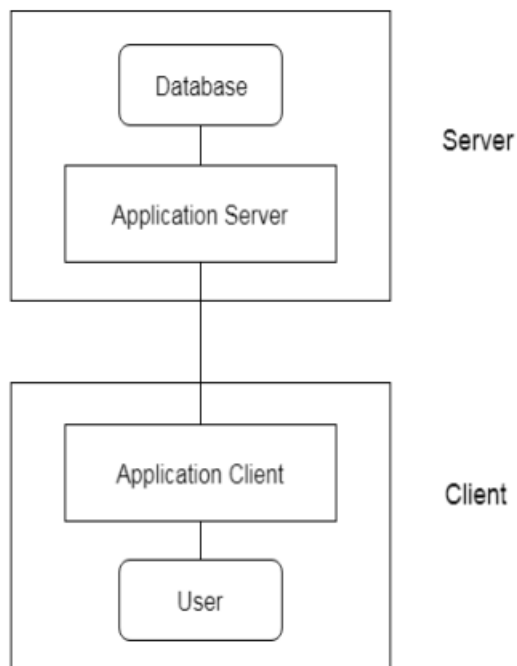 Database
Server
Application Server
Application Client
Client
User